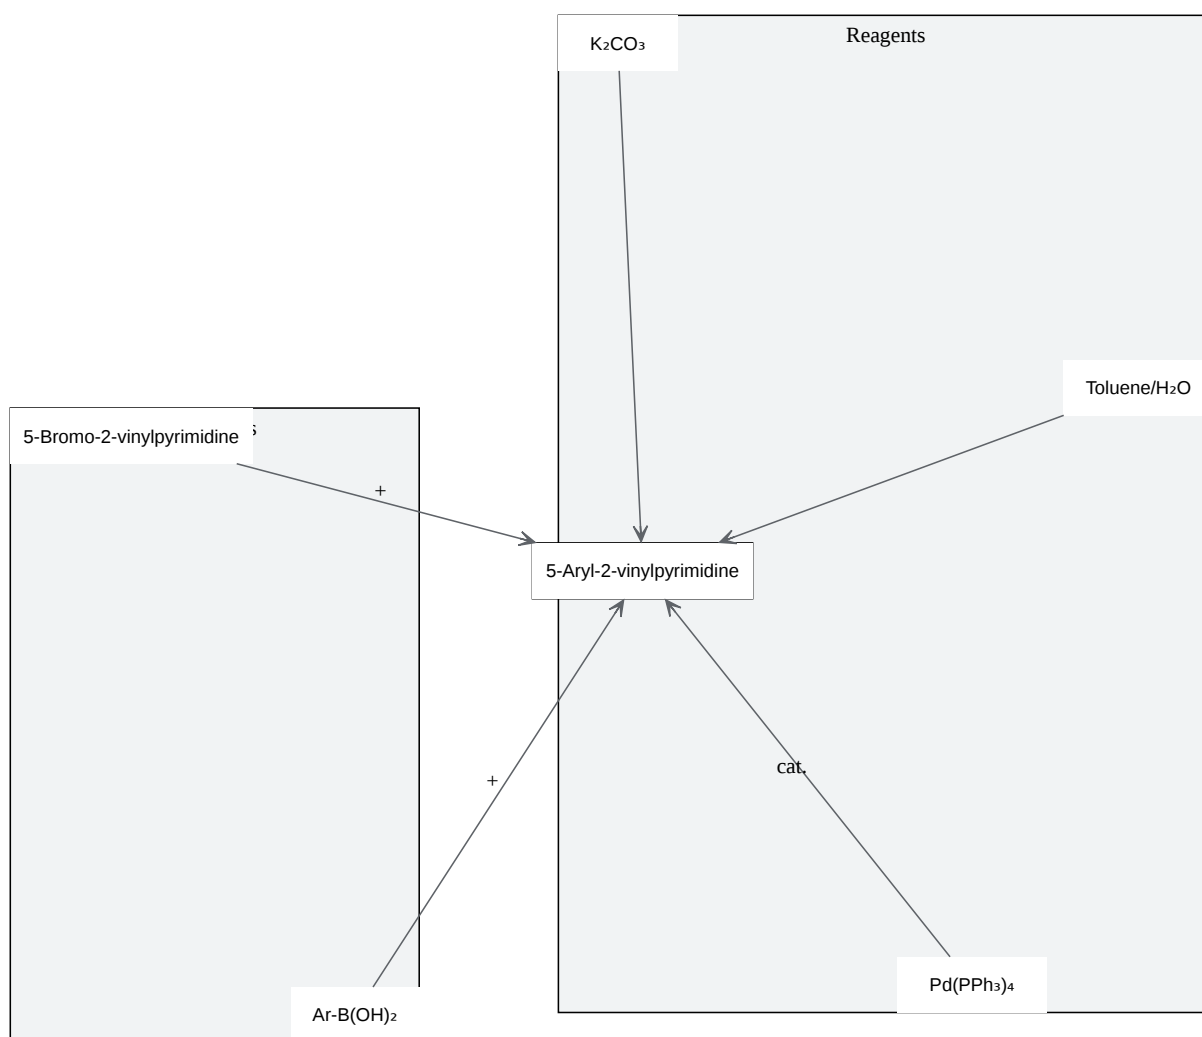 K₂CO₃
Reagents
Toluene/H₂O
5-Bromo-2-vinylpyrimidine
+
5-Aryl-2-vinylpyrimidine
cat.
+
Pd(PPh₃)₄
Ar-B(OH)₂